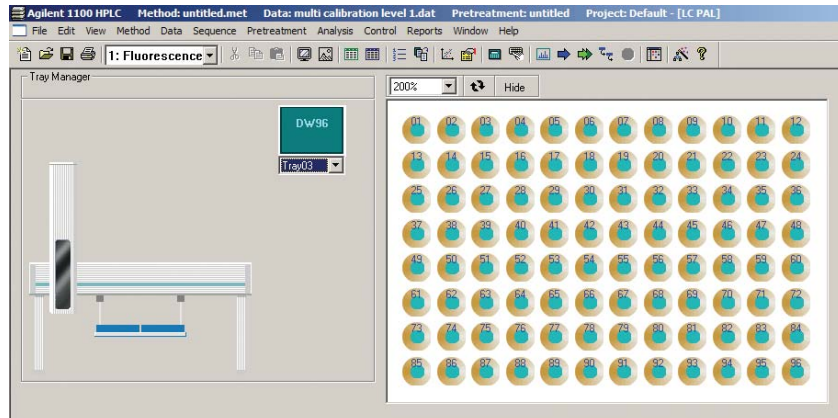 Agilent 1100 HPLC Method: untitled.met Data: multi calibration level 1.dat Pretreatment: untitled Project: Default - [LC PAL]
File Edit View Method Data Sequence Pretreatment Analysis Control Reports Window Help
1: Fluorescence
Tray Manager
200% Hide
DW96
Tray03
01 02 03 04 05 06 07 08 09 10 11 12
13 14 15 16 17 18 19 20 21 22 23 24
25 26 27 28 29 30 31 32 33 34 35 36
37 38 39 40 41 42 43 44 45 46 47 48
49 50 51 52 53 54 55 56 57 58 59 60
61 62 63 64 65 66 67 68 69 70 71 72
73 74 75 76 77 78 79 80 81 82 83 84
85 86 87 88 89 90 91 92 93 94 95 96